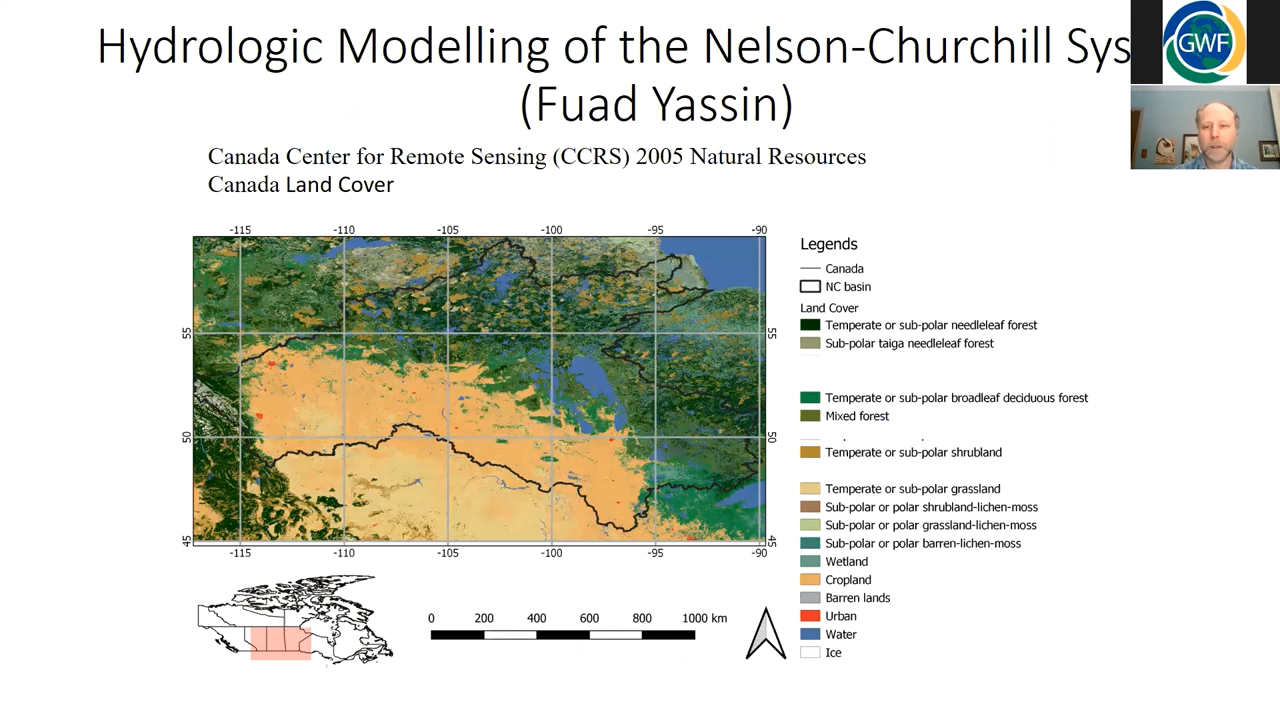 Hydrologic Modelling of the Nelson-Churchill Sys
(Fuad Yassin)
GWF
Canada Center for Remote Sensing (CCRS) 2005 Natural Resources
Canada Land Cover
-115 -110 -105 -100 -95 -90
55 55
50 50
45 45
-115 -110 -105 -100 -95 -90
Legends
Canada
NC basin
Land Cover
Temperate or sub-polar needleleaf forest
Sub-polar taiga needleleaf forest
Temperate or sub-polar broadleaf deciduous forest
Mixed forest
Temperate or sub-polar shrubland
Temperate or sub-polar grassland
Sub-polar or polar shrubland-lichen-moss
Sub-polar or polar grassland-lichen-moss
Sub-polar or polar barren-lichen-moss
Wetland
Cropland
Barren lands
Urban
Water
Ice
0 200 400 600 800 1000 km